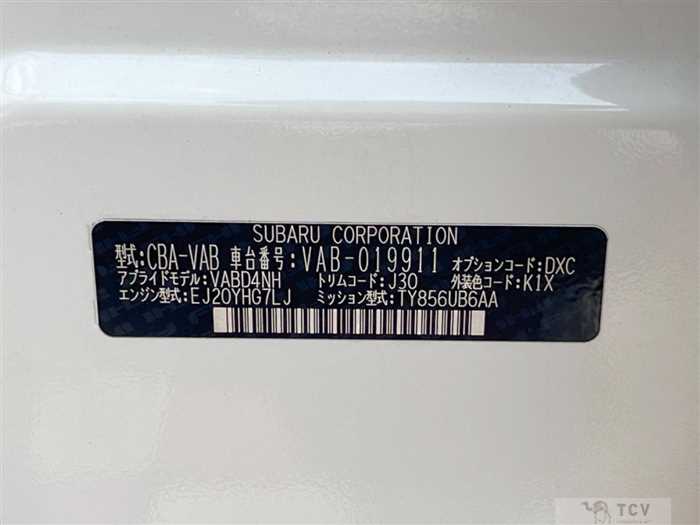 SUBARU CORPORATION
型式:CBA-VAB 車台番号:VAB-019911 オプションコード:DXC
アプライドモデル:VABD4NH トリムコード:J30 外装色コード:K1X
エンジン型式:EJ20YHG7LJ ミッション型式:TY856UB6AA
TCV